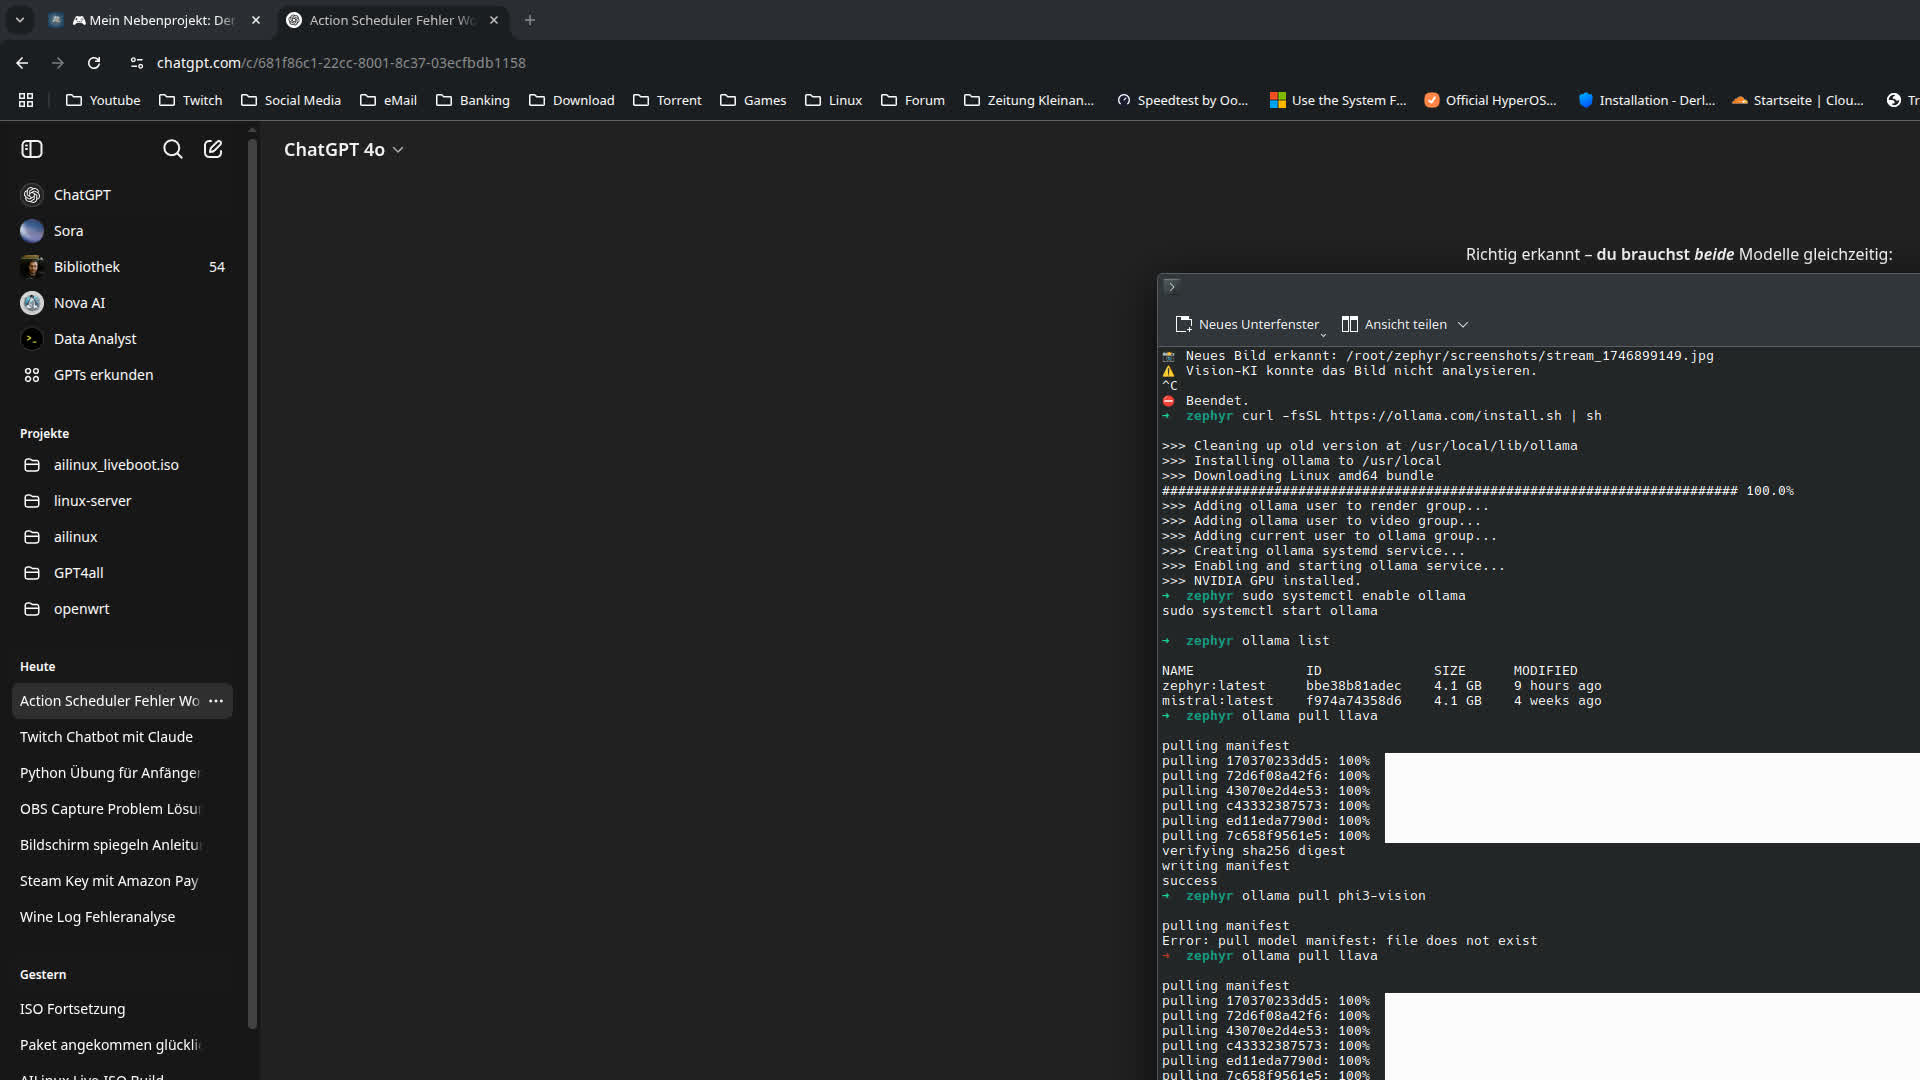 🎮 Mein Nebenprojekt: De
Action Scheduler Fehler Wo
chatgpt.com/c/681f86c1-22cc-8001-8c37-03ecfbdb1158
Youtube
Twitch
Social Media
eMail
Banking
Download
Torrent
Games
Linux
Forum
Zeitung Kleinan...
Speedtest by Oo...
Use the System F...
Official HyperOS...
Installation - Derl...
Startseite | Clou...
Tr
ChatGPT 4o
ChatGPT
Sora
Bibliothek 54
Nova AI
Data Analyst
GPTs erkunden
Projekte
ailinux_liveboot.iso
linux-server
ailinux
GPT4all
openwrt
Heute
Action Scheduler Fehler Wo
Twitch Chatbot mit Claude
Python Übung für Anfänger
OBS Capture Problem Lösu
Bildschirm spiegeln Anleitu
Steam Key mit Amazon Pay
Wine Log Fehleranalyse
Gestern
ISO Fortsetzung
Paket angekommen glückli
AILinux Live ISO Build
Richtig erkannt – du brauchst beide Modelle gleichzeitig:
Neues Unterfenster
Ansicht teilen
📸 Neues Bild erkannt: /root/zephyr/screenshots/stream_1746899149.jpg
⚠️ Vision-KI konnte das Bild nicht analysieren.
^C
⛔ Beendet.
➜ zephyr curl -fsSL https://ollama.com/install.sh | sh
>>> Cleaning up old version at /usr/local/lib/ollama
>>> Installing ollama to /usr/local
>>> Downloading Linux amd64 bundle
######################################################################## 100.0%
>>> Adding ollama user to render group...
>>> Adding ollama user to video group...
>>> Adding current user to ollama group...
>>> Creating ollama systemd service...
>>> Enabling and starting ollama service...
>>> NVIDIA GPU installed.
➜ zephyr sudo systemctl enable ollama
sudo systemctl start ollama
➜ zephyr ollama list
NAME ID SIZE MODIFIED
zephyr:latest bbe38b81adec 4.1 GB 9 hours ago
mistral:latest f974a74358d6 4.1 GB 4 weeks ago
➜ zephyr ollama pull llava
pulling manifest
pulling 170370233dd5: 100%
pulling 72d6f08a42f6: 100%
pulling 43070e2d4e53: 100%
pulling c43332387573: 100%
pulling ed11eda7790d: 100%
pulling 7c658f9561e5: 100%
verifying sha256 digest
writing manifest
success
➜ zephyr ollama pull phi3-vision
pulling manifest
Error: pull model manifest: file does not exist
➜ zephyr ollama pull llava
pulling manifest
pulling 170370233dd5: 100%
pulling 72d6f08a42f6: 100%
pulling 43070e2d4e53: 100%
pulling c43332387573: 100%
pulling ed11eda7790d: 100%
pulling 7c658f9561e5: 100%